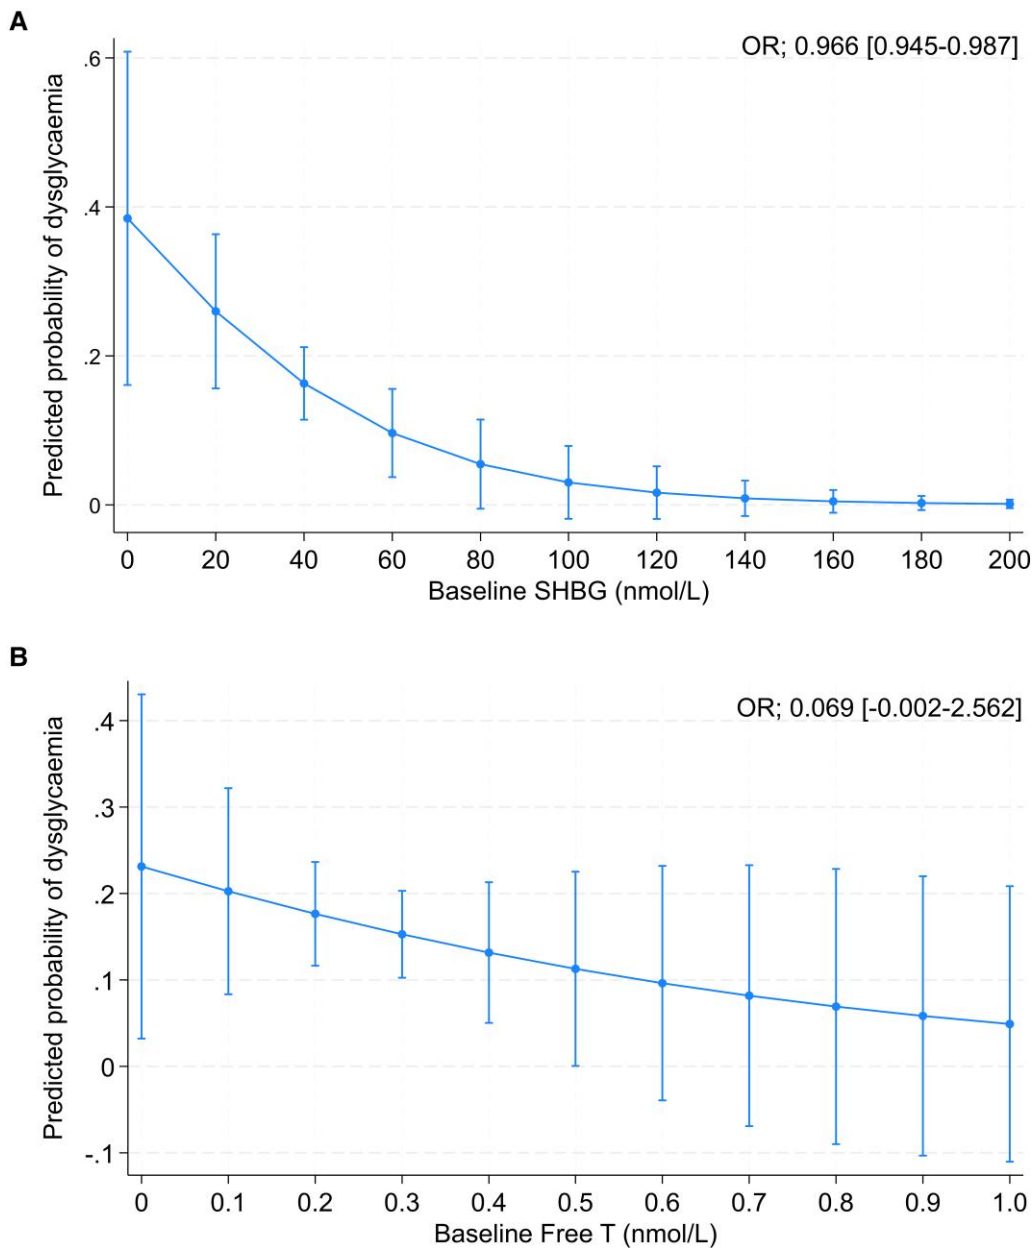 A
OR; 0.966 [0.945-0.987]
Predicted probability of dysglycaemia
.6
.4
.2
0
0 20 40 60 80 100 120 140 160 180 200
Baseline SHBG (nmol/L)
B
OR; 0.069 [-0.002-2.562]
Predicted probability of dysglycaemia
.4
.3
.2
.1
0
-.1
0 0.1 0.2 0.3 0.4 0.5 0.6 0.7 0.8 0.9 1.0
Baseline Free T (nmol/L)